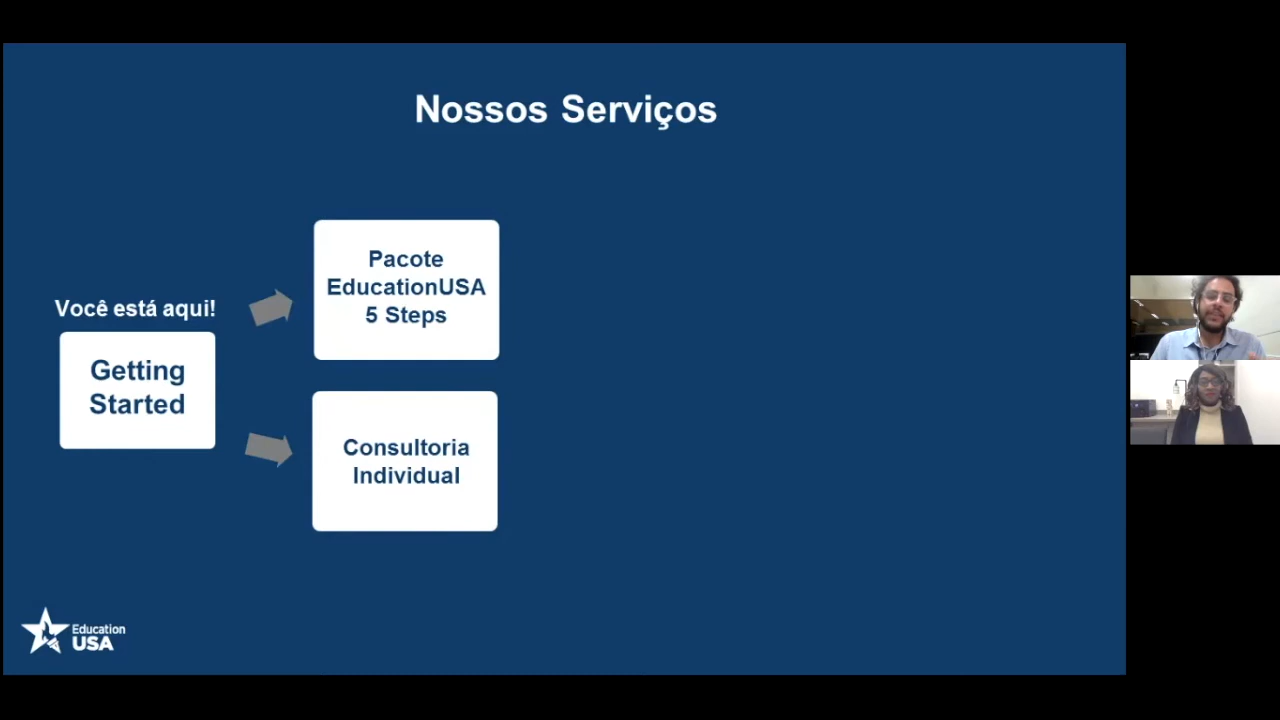 Nossos Serviços
Você está aqui!
Getting
Started
Pacote
EducationUSA
5 Steps
Consultoria
Individual
Education
USA